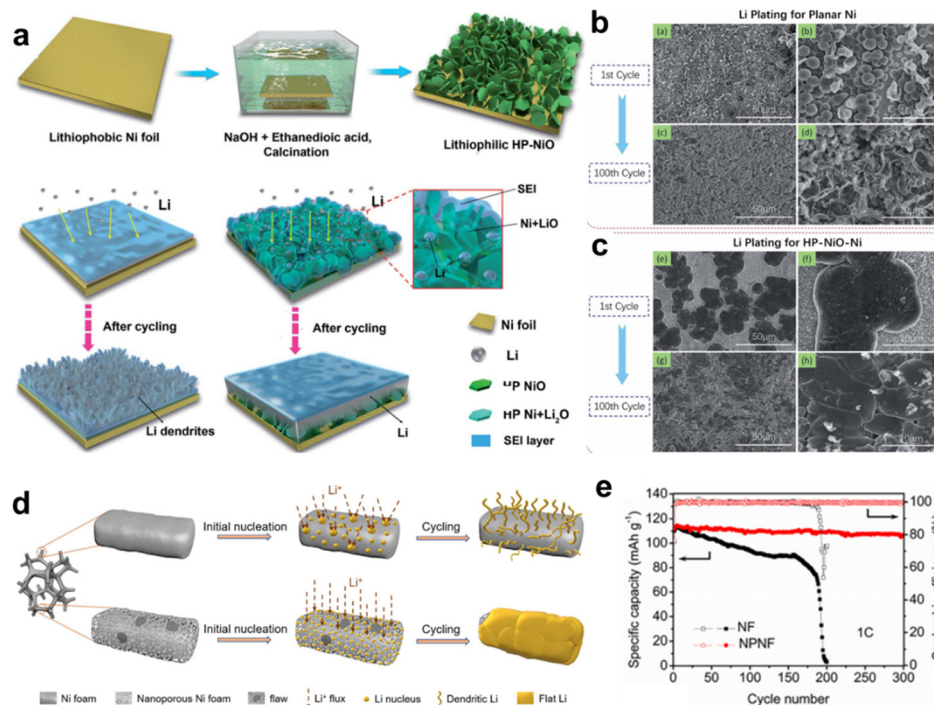 a
Lithiophobic Ni foil
NaOH + Ethanedioic acid,
Calcination
Lithiophilic HP-NiO
Li
Li
SEI
Ni+LiO
Li
After cycling
After cycling
Li dendrites
Li
Ni foil
Li
HP NiO
HP Ni+Li₂O
SEI layer
b
Li Plating for Planar Ni
(a)
(b)
1st Cycle
50μm
10μm
(c)
(d)
100th Cycle
50μm
10μm
c
Li Plating for HP-NiO-Ni
(e)
(f)
1st Cycle
50μm
10μm
(g)
(h)
100th Cycle
50μm
10μm
d
Initial nucleation
Li⁺
Cycling
Initial nucleation
Li⁺
Cycling
Ni foam
Nanoporous Ni foam
flaw
Li⁺ flux
Li nucleus
Dendritic Li
Flat Li
e
Specific capacity (mAh g⁻¹)
140
120
100
80
60
40
20
0
100
80
60
40
20
0
NF
NPNF
1C
0 50 100 150 200 250 300
Cycle number